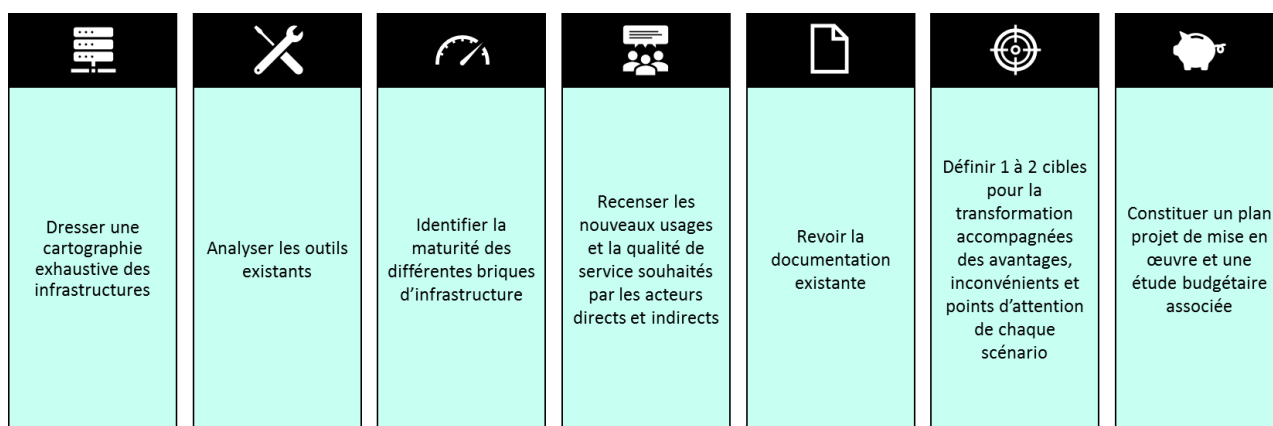 Dresser une
cartographie
exhaustive des
infrastructures
Analyser les outils
existants
Identifier la
maturité des
différentes briques
d’infrastructure
Recenser les
nouveaux usages
et la qualité de
service souhaités
par les acteurs
directs et indirects
Revoir la
documentation
existante
Définir 1 à 2 cibles
pour la
transformation
accompagnées
des avantages,
inconvénients et
points d’attention
de chaque
scénario
Constituer un plan
projet de mise en
œuvre et une
étude budgétaire
associée